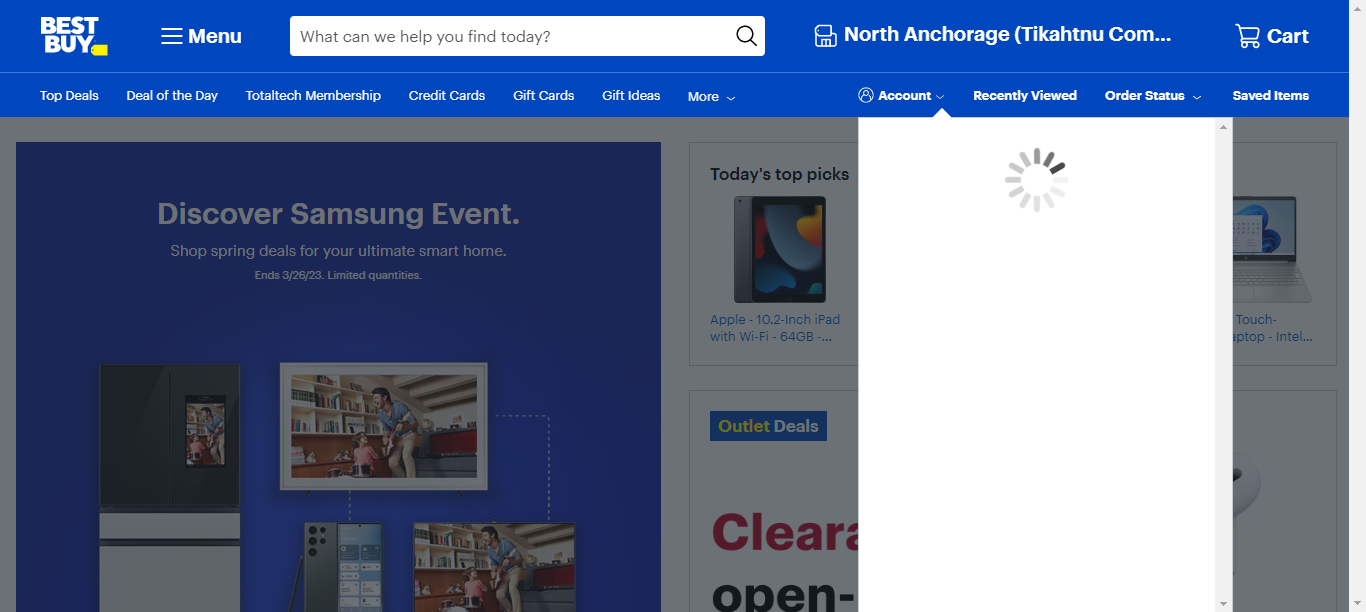 BEST
BUY
Menu
What can we help you find today?
North Anchorage (Tikahtnu Com...
Cart
Top Deals
Deal of the Day
Totaltech Membership
Credit Cards
Gift Cards
Gift Ideas
More
Account
Recently Viewed
Order Status
Saved Items
Discover Samsung Event.
Shop spring deals for your ultimate smart home.
Ends 3/26/23. Limited quantities.
Today's top picks
Apple - 10.2-Inch iPad
with Wi-Fi - 64GB -...
Touch-
aptop - Intel...
Outlet Deals
Cleara
open-